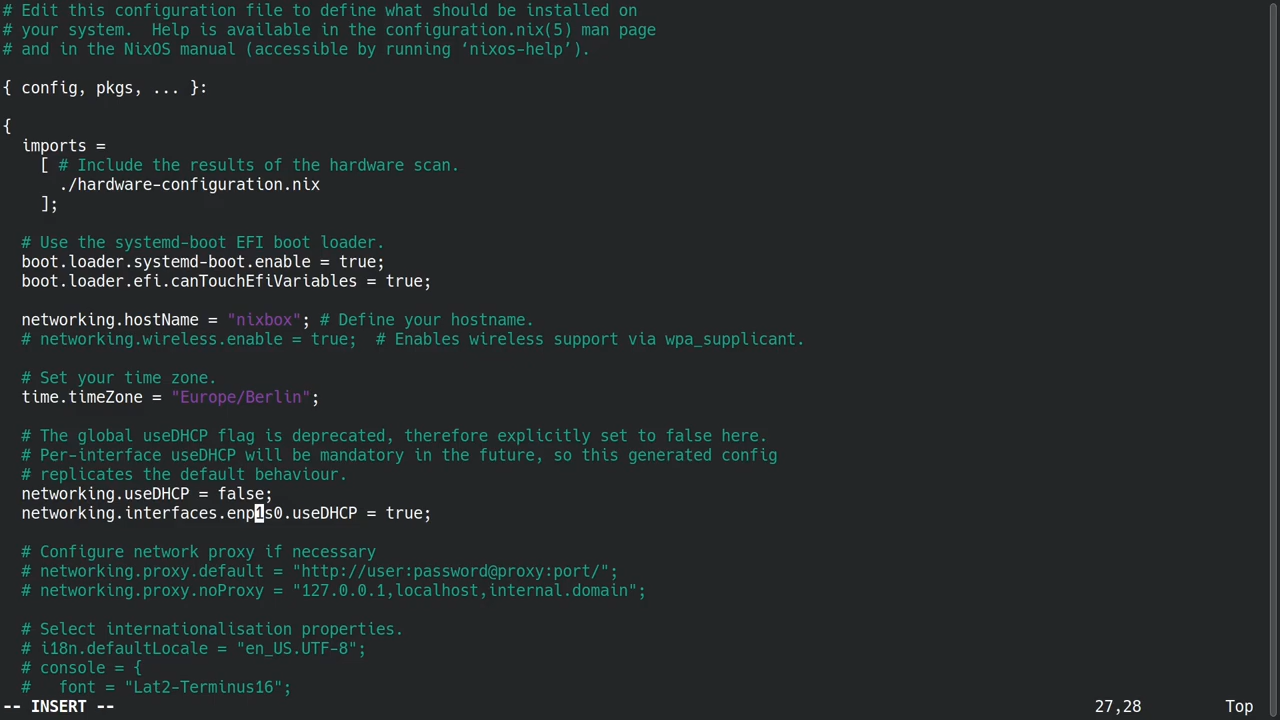 # Edit this configuration file to define what should be installed on
# your system.  Help is available in the configuration.nix(5) man page
# and in the NixOS manual (accessible by running ‘nixos-help’).
{ config, pkgs, ... }:
{
  imports =
    [ # Include the results of the hardware scan.
      ./hardware-configuration.nix
    ];
  # Use the systemd-boot EFI boot loader.
  boot.loader.systemd-boot.enable = true;
  boot.loader.efi.canTouchEfiVariables = true;
  networking.hostName = "nixbox"; # Define your hostname.
  # networking.wireless.enable = true;  # Enables wireless support via wpa_supplicant.
  # Set your time zone.
  time.timeZone = "Europe/Berlin";
  # The global useDHCP flag is deprecated, therefore explicitly set to false here.
  # Per-interface useDHCP will be mandatory in the future, so this generated config
  # replicates the default behaviour.
  networking.useDHCP = false;
  networking.interfaces.enp1s0.useDHCP = true;
  # Configure network proxy if necessary
  # networking.proxy.default = "http://user:password@proxy:port/";
  # networking.proxy.noProxy = "127.0.0.1,localhost,internal.domain";
  # Select internationalisation properties.
  # i18n.defaultLocale = "en_US.UTF-8";
  # console = {
  #   font = "Lat2-Terminus16";
-- INSERT -- 27,28 Top